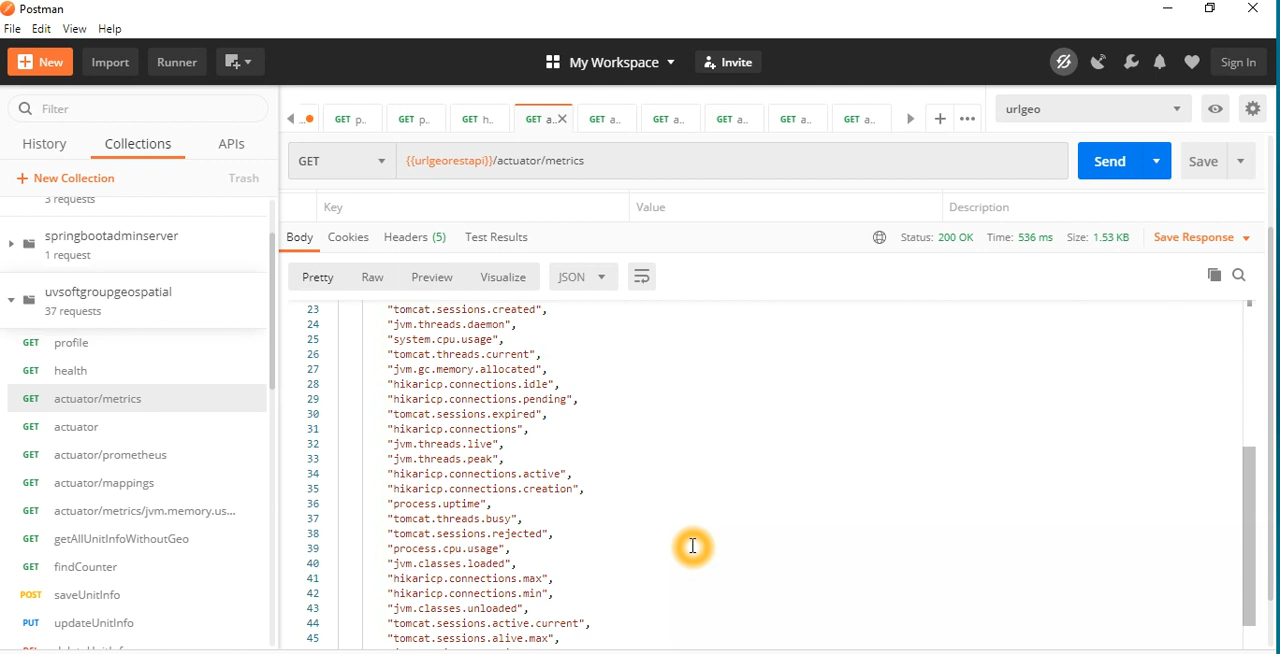 Postman
File Edit View Help
New Import Runner My Workspace Invite Sign In
Filter
... GET p.. GET p.. GET h.. GET a.. GET a.. GET a.. GET a.. GET a.. GET a..
urlgeo
History Collections APIs
GET {{urlgeorestapi}}/actuator/metrics Send Save
+ New Collection Trash
3 requests
Key Value Description
springbootadminserver
1 request
Body Cookies Headers (5) Test Results Status: 200 OK Time: 536 ms Size: 1.53 KB Save Response
Pretty Raw Preview Visualize JSON
uvsoftgroupgeospatial
37 requests
GET profile
GET health
GET actuator/metrics
GET actuator
GET actuator/prometheus
GET actuator/mappings
GET actuator/metrics/jvm.memory.us...
GET getAllUnitInfoWithoutGeo
GET findCounter
POST saveUnitInfo
PUT updateUnitInfo
23 "tomcat.sessions.created",
24 "jvm.threads.daemon",
25 "system.cpu.usage",
26 "tomcat.threads.current",
27 "jvm.gc.memory.allocated",
28 "hikaricp.connections.idle",
29 "hikaricp.connections.pending",
30 "tomcat.sessions.expired",
31 "hikaricp.connections",
32 "jvm.threads.live",
33 "jvm.threads.peak",
34 "hikaricp.connections.active",
35 "hikaricp.connections.creation",
36 "process.uptime",
37 "tomcat.threads.busy",
38 "tomcat.sessions.rejected",
39 "process.cpu.usage",
40 "jvm.classes.loaded",
41 "hikaricp.connections.max",
42 "hikaricp.connections.min",
43 "jvm.classes.unloaded",
44 "tomcat.sessions.active.current",
45 "tomcat.sessions.alive.max",